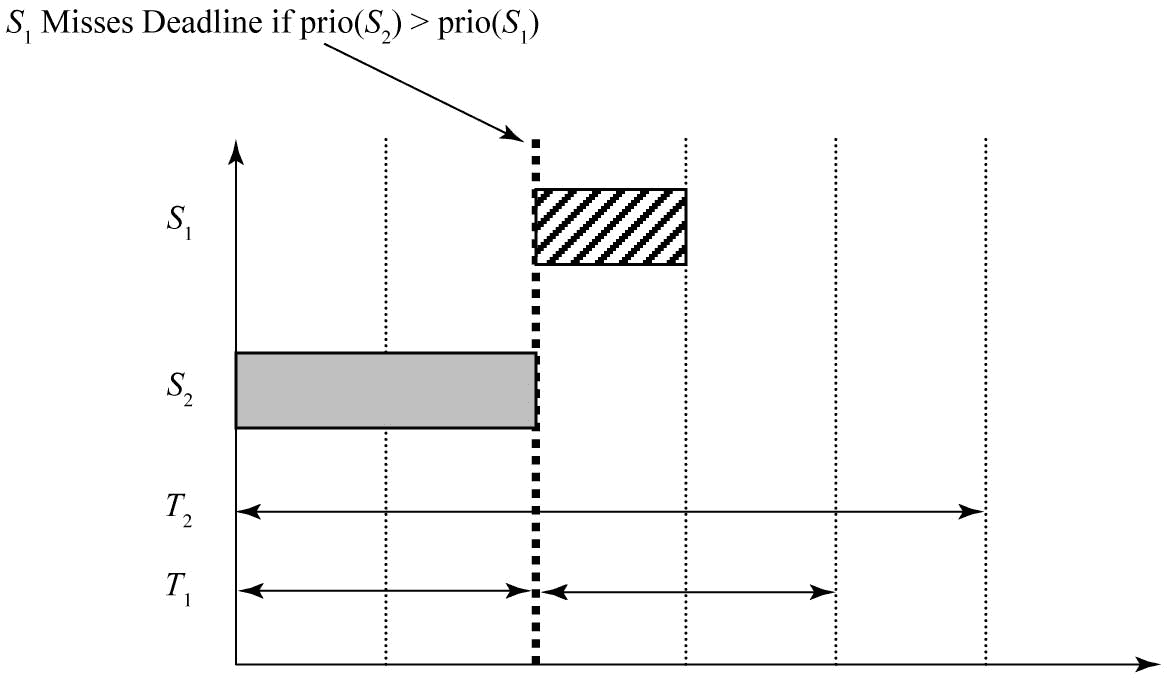 S₁ Misses Deadline if prio(S₂) > prio(S₁)
S₁
S₂
T₂
T₁